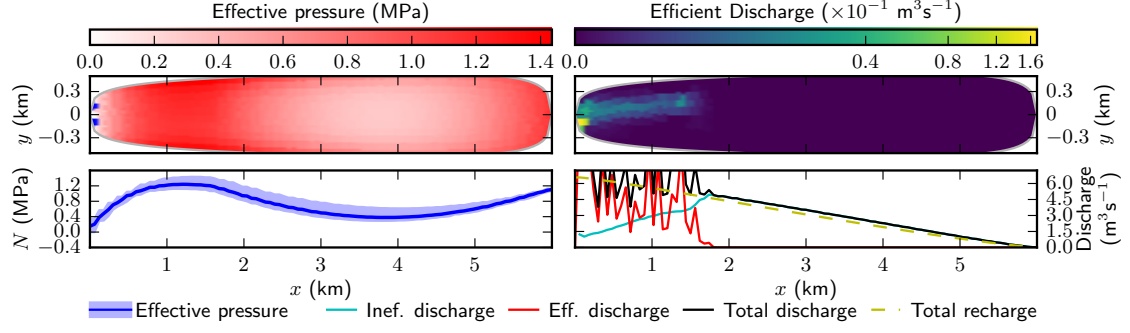 Effective pressure (MPa)
Efficient Discharge (×10⁻¹ m³s⁻¹)
0.0 0.2 0.4 0.6 0.8 1.0 1.4
0.0 0.4 0.8 1.2 1.6
y (km)
0.3
0
−0.3
0.3
0
−0.3
y (km)
N (MPa)
1.2
0.8
0.4
0.0
−0.4
6.0
4.5
3.0
1.5
0.0
Discharge
(m³s⁻¹)
1 2 3 4 5
1 2 3 4 5
x (km)
x (km)
Effective pressure
Inef. discharge
Eff. discharge
Total discharge
Total recharge